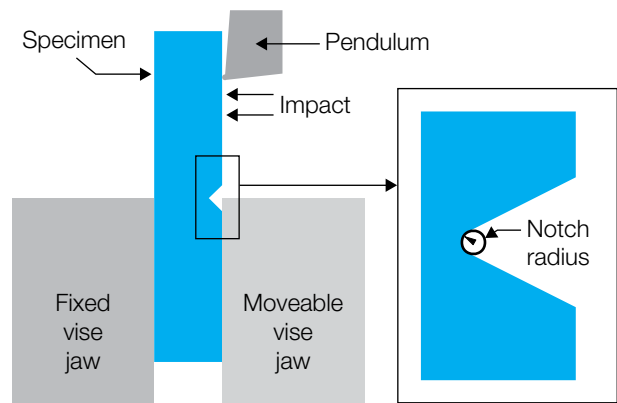 Specimen
Pendulum
Impact
Notch
radius
Fixed
vise
jaw
Moveable
vise
jaw